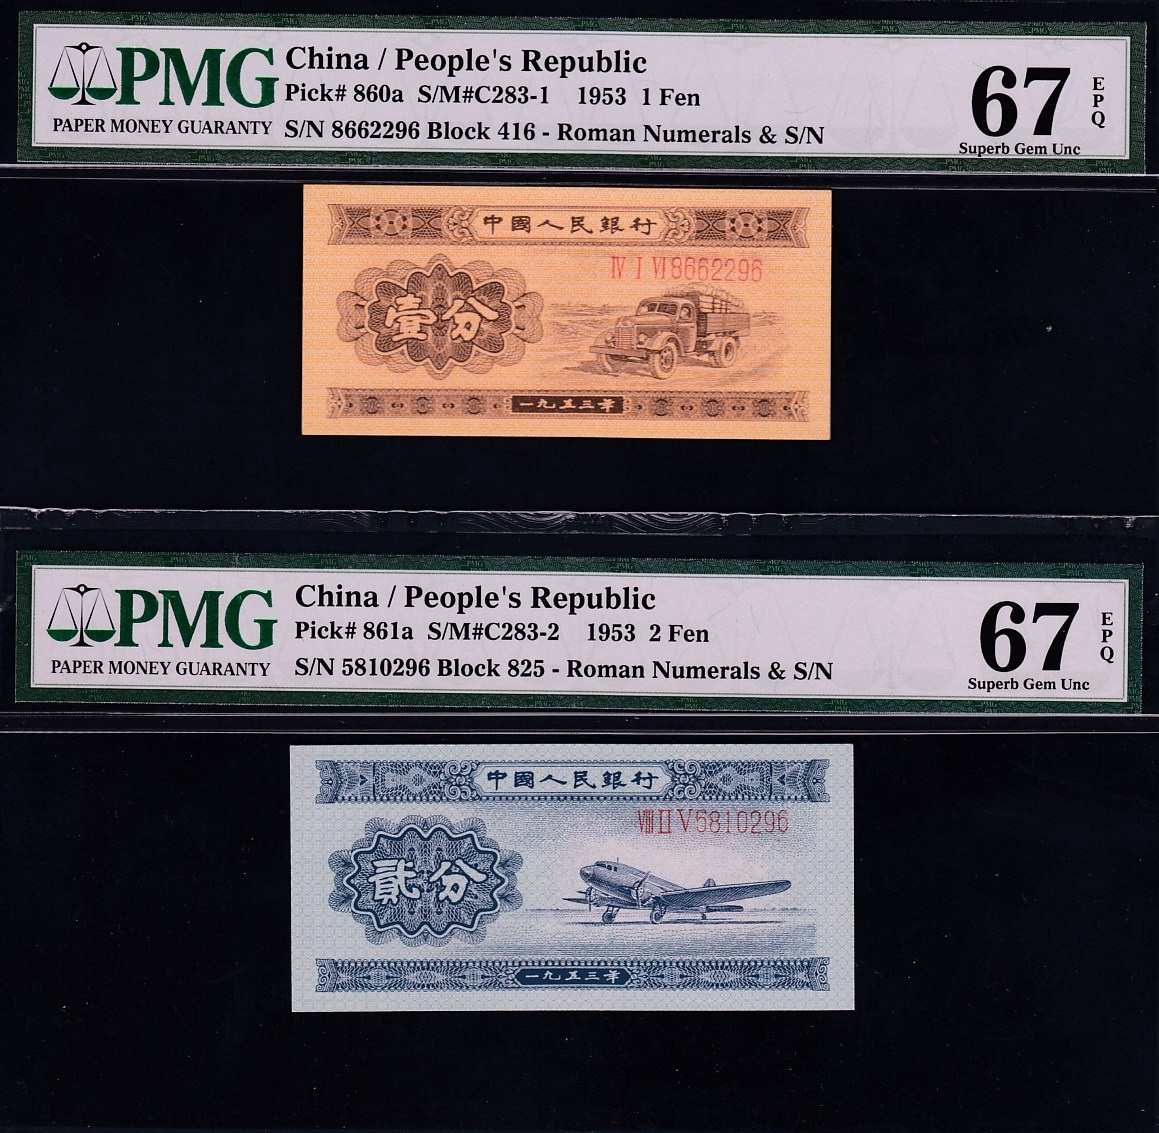 PMG
PAPER MONEY GUARANTY
China / People's Republic
Pick# 860a S/M#C283-1 1953 1 Fen
S/N 8662296 Block 416 - Roman Numerals & S/N
67
EPQ
Superb Gem Unc
中國人民銀行
IV I VI 8662296
壹分
一九五三年
PMG
PAPER MONEY GUARANTY
China / People's Republic
Pick# 861a S/M#C283-2 1953 2 Fen
S/N 5810296 Block 825 - Roman Numerals & S/N
67
EPQ
Superb Gem Unc
中國人民銀行
VIII II V 5810296
貳分
一九五三年